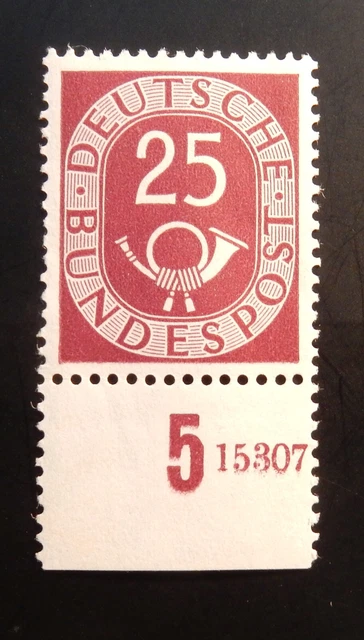 DEUTSCHE
25
BUNDESPOST
5 15307